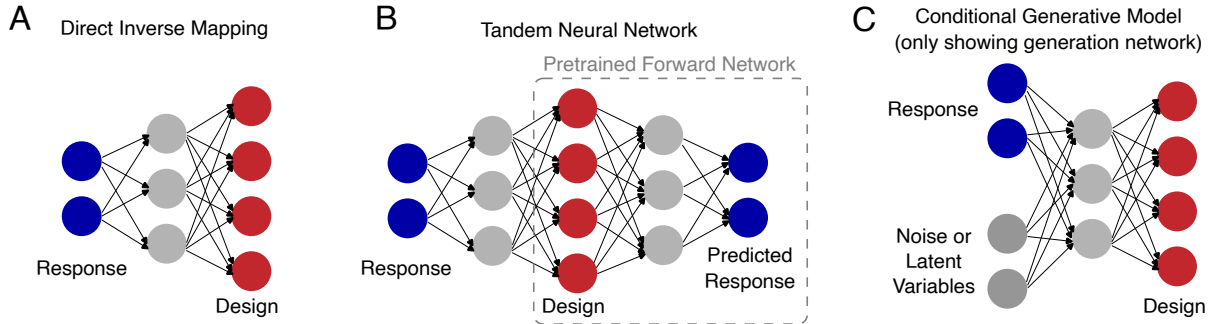 A
Direct Inverse Mapping
Response
Design
B
Tandem Neural Network
Pretrained Forward Network
Response
Design
Predicted
Response
C
Conditional Generative Model
(only showing generation network)
Response
Noise or
Latent
Variables
Design